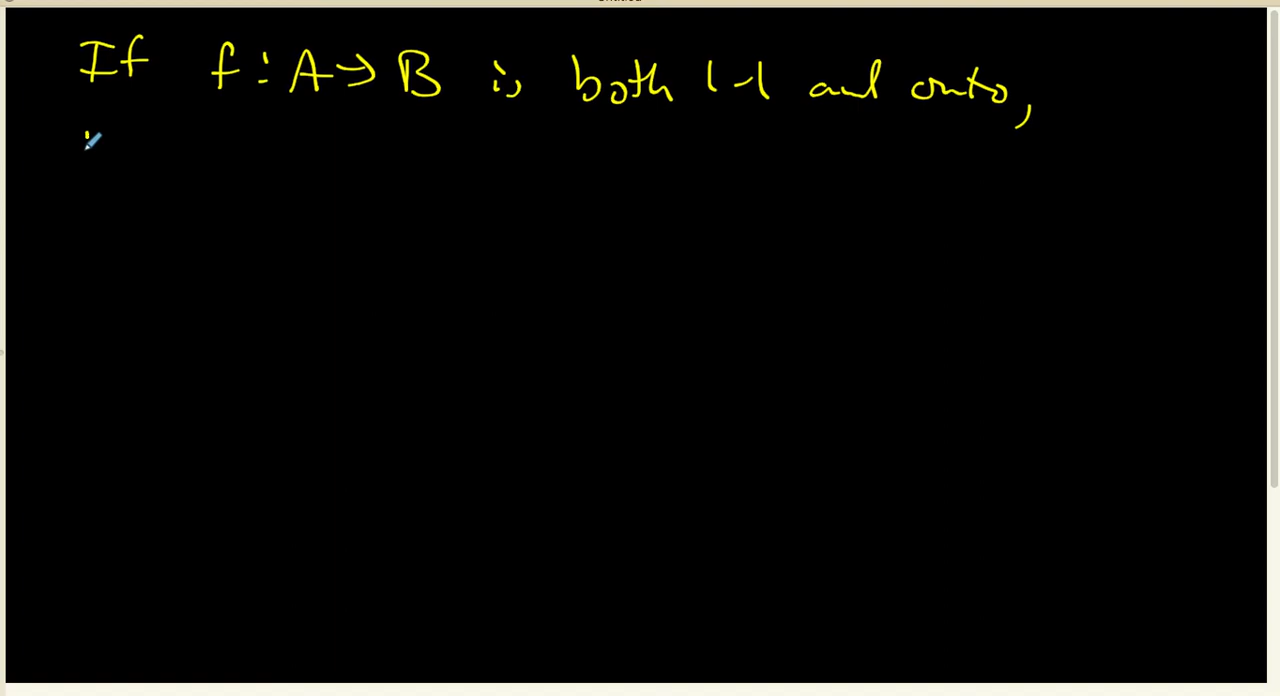 If f : A → B is both 1-1 and onto,